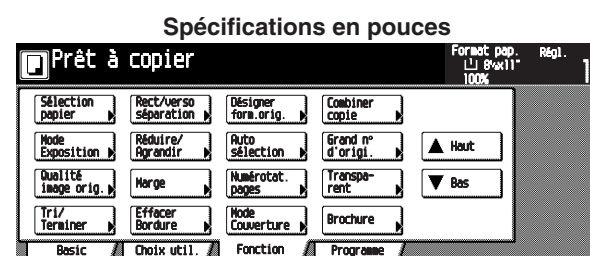 Spécifications en pouces
Prêt à copier
Format pap.
Régl.
8½x11"
1
100%
Sélection papier
Rect/verso séparation
Désigner form.orig.
Combiner copie
Mode Exposition
Réduire/ Agrandir
Auto sélection
Grand nº d'origi.
Haut
Qualité image orig.
Marge
Numérotat. pages
Transpa- rent
Bas
Tri/ Terminer
Effacer Bordure
Mode Couverture
Brochure
Basic
Choix util.
Fonction
Programme